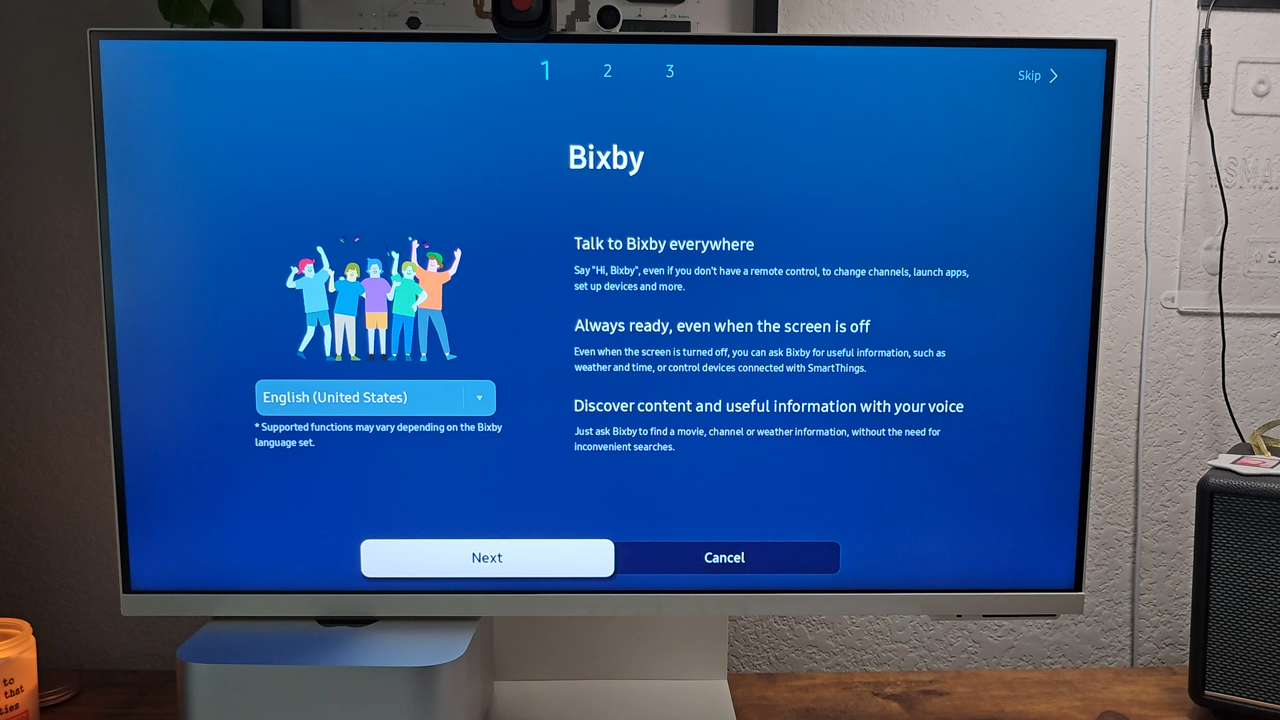 1 2 3
Skip
Bixby
Talk to Bixby everywhere
Say "Hi, Bixby", even if you don't have a remote control, to change channels, launch apps,
set up devices and more.
Always ready, even when the screen is off
Even when the screen is turned off, you can ask Bixby for useful information, such as
weather and time, or control devices connected with SmartThings.
Discover content and useful information with your voice
Just ask Bixby to find a movie, channel or weather information, without the need for
inconvenient searches.
English (United States)
* Supported functions may vary depending on the Bixby
language set.
Next
Cancel
to
that